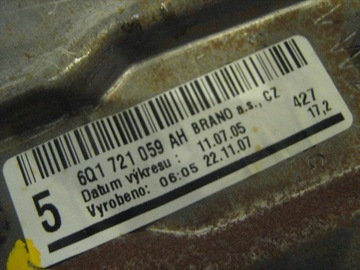 5
6Q1 721 059 AH BRANO a.s., CZ
Datum výkresu : 11.07.05 427
Vyrobeno: 06:05 22.11.07 17,2